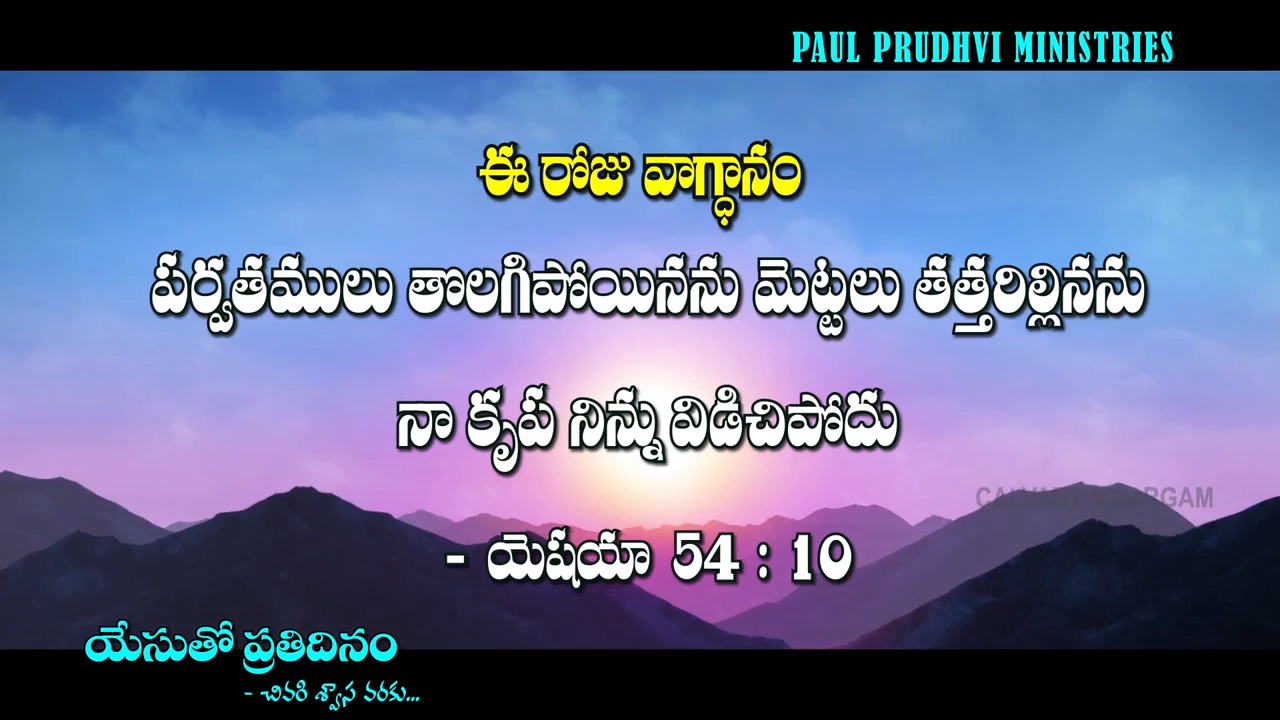 PAUL PRUDHVI MINISTRIES
ఈ రోజు వాగ్ధానం
పర్వతములు తొలగిపోయినను మెట్టలు తత్తరిల్లినను
నా కృప నిన్ను విడిచిపోదు
- యెషయా 54 : 10
యేసుతో ప్రతిదినం
- చివరి శ్వాస వరకు...